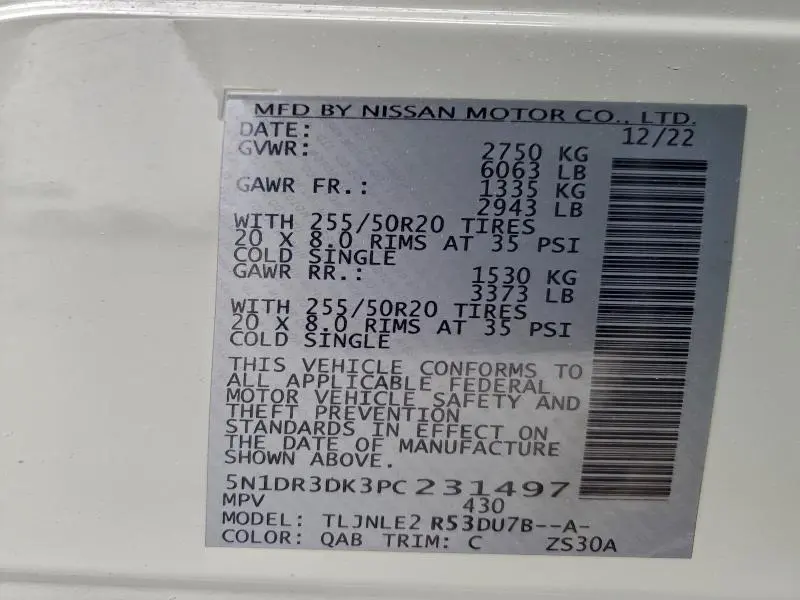 MFD BY NISSAN MOTOR CO., LTD.
DATE: 12/22
GVWR: 2750 KG
6063 LB
GAWR FR.: 1335 KG
2943 LB
WITH 255/50R20 TIRES
20 X 8.0 RIMS AT 35 PSI
COLD SINGLE
GAWR RR.: 1530 KG
3373 LB
WITH 255/50R20 TIRES
20 X 8.0 RIMS AT 35 PSI
COLD SINGLE
THIS VEHICLE CONFORMS TO
ALL APPLICABLE FEDERAL
MOTOR VEHICLE SAFETY AND
THEFT PREVENTION
STANDARDS IN EFFECT ON
THE DATE OF MANUFACTURE
SHOWN ABOVE.
5N1DR3DK3PC231497
MPV 430
MODEL: TLJNLE2 R53DU7B--A-
COLOR: QAB TRIM: C ZS30A